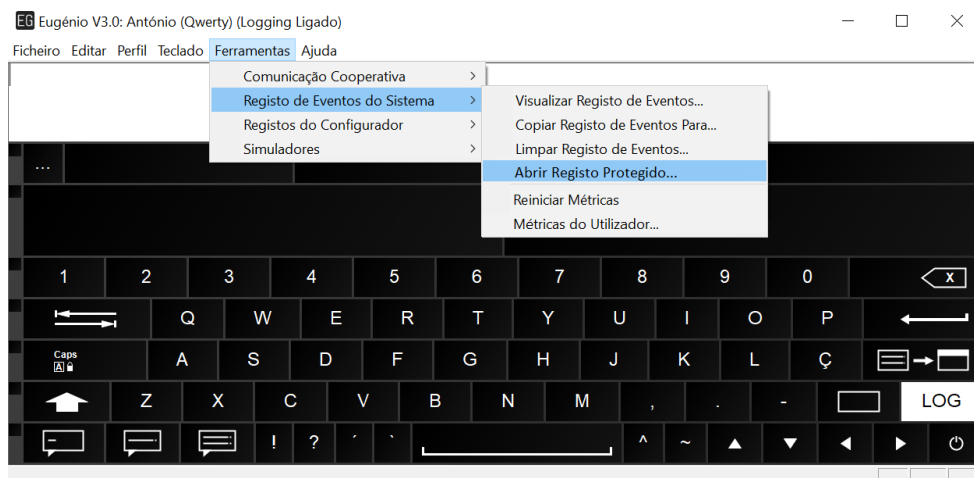 EG Eugénio V3.0: António (Qwerty) (Logging Ligado)
Ficheiro Editar Perfil Teclado Ferramentas Ajuda
Comunicação Cooperativa >
Registo de Eventos do Sistema >
Registos do Configurador >
Simuladores >
Visualizar Registo de Eventos...
Copiar Registo de Eventos Para...
Limpar Registo de Eventos...
Abrir Registo Protegido...
Reiniciar Métricas
Métricas do Utilizador...
...
1 2 3 4 5 6 7 8 9 0 x
Q W E R T Y U I O P
Caps A A S D F G H J K L Ç
Z X C V B N M , . - LOG
! ? ´ ` ^ ~